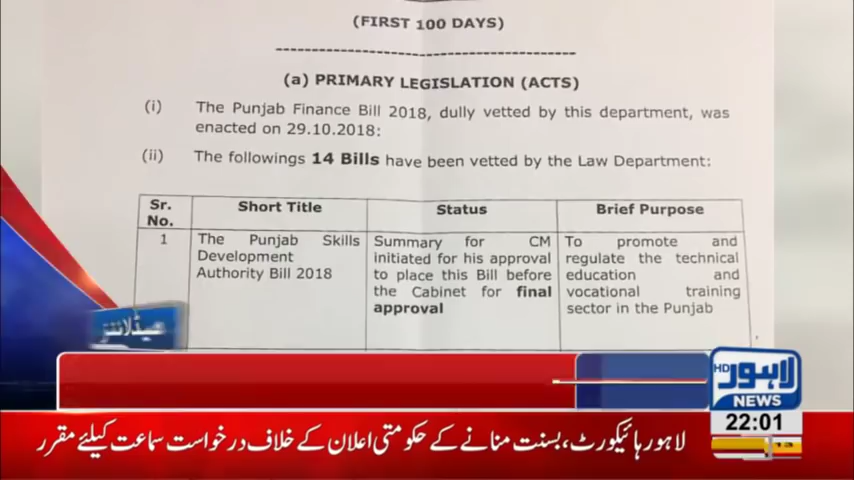 (FIRST 100 DAYS)
(a) PRIMARY LEGISLATION (ACTS)
(i) The Punjab Finance Bill 2018, dully vetted by this department, was
enacted on 29.10.2018:
(ii) The followings 14 Bills have been vetted by the Law Department:
Sr. No. Short Title Status Brief Purpose
1 The Punjab Skills Development Authority Bill 2018
Summary for CM initiated for his approval to place this Bill before the Cabinet for final approval
To promote and regulate the technical education and vocational training sector in the Punjab
ہیڈلائنز
HD لاہور
NEWS
22:01
لاہور ہائیکورٹ، بسنت منانے کے حکومتی اعلان کے خلاف درخواست سماعت کیلئے مقرر